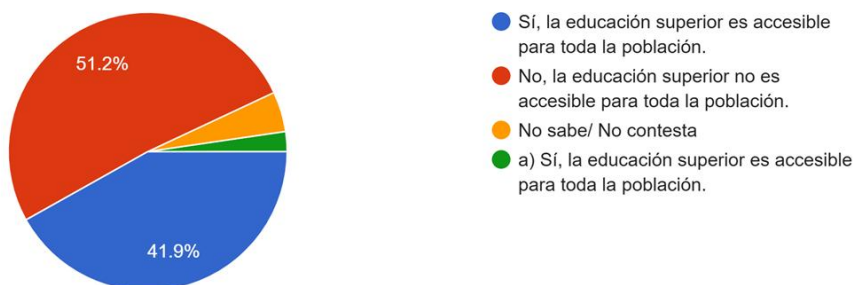 51.2%
41.9%
Sí, la educación superior es accesible
para toda la población.
No, la educación superior no es
accesible para toda la población.
No sabe/ No contesta
a) Sí, la educación superior es accesible
para toda la población.